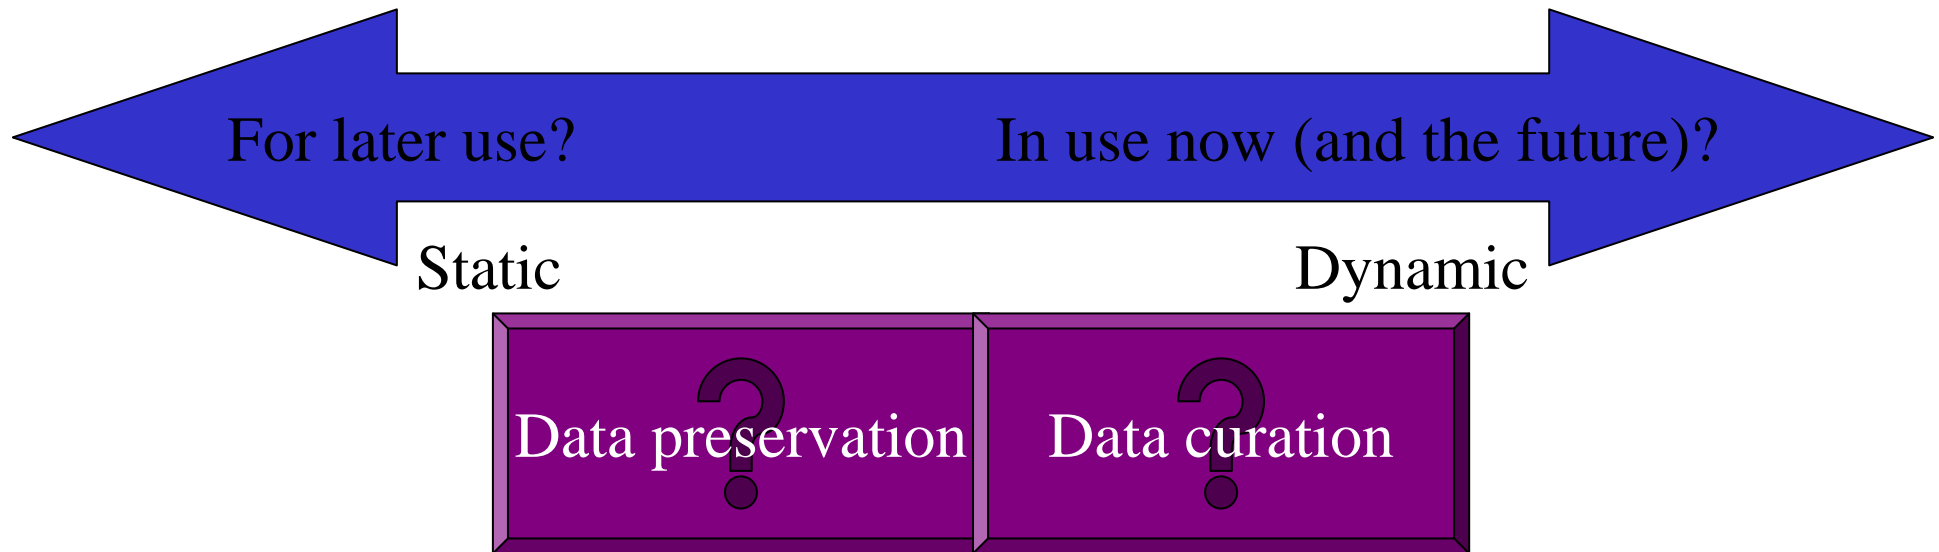 For later use? In use now (and the future)?
Static Dynamic
Data preservation Data curation